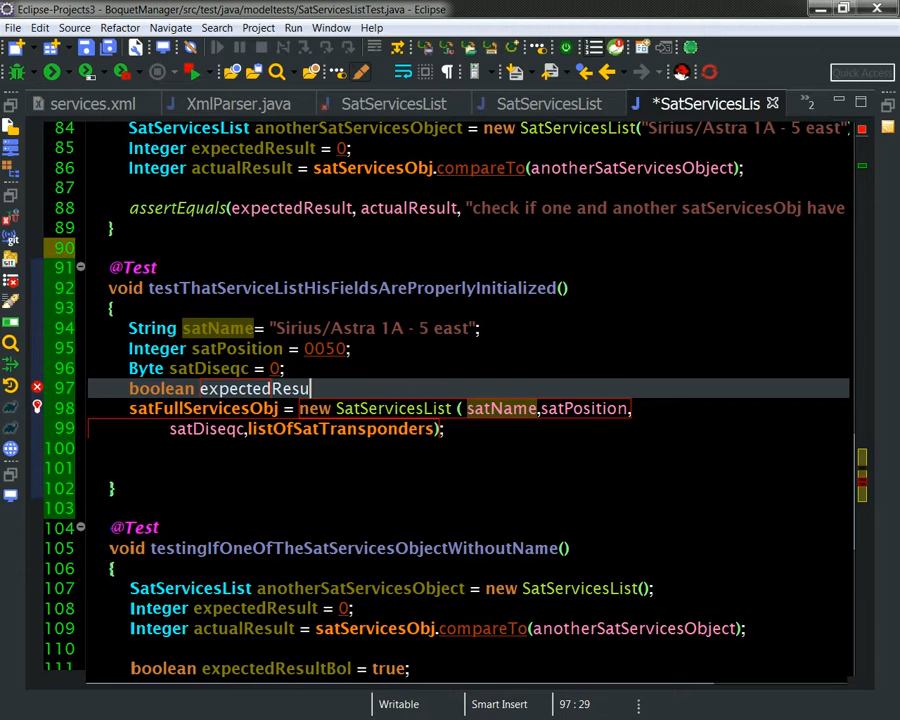 Eclipse-Projects3 - BoquetManager/src/test/java/modeltests/SatServicesListTest.java - Eclipse
File Edit Source Refactor Navigate Search Project Run Window Help
Quick Access
services.xml XmlParser.java SatServicesList SatServicesList *SatServicesLis »2
84 SatServicesList anotherSatServicesObject = new SatServicesList("Sirius/Astra 1A - 5 east")
85 Integer expectedResult = 0;
86 Integer actualResult = satServicesObj.compareTo(anotherSatServicesObject);
87
88 assertEquals(expectedResult, actualResult, "check if one and another satServicesObj have
89 }
90
91 @Test
92 void testThatServiceListHisFieldsAreProperlyInitialized()
93 {
94 String satName= "Sirius/Astra 1A - 5 east";
95 Integer satPosition = 0050;
96 Byte satDiseqc = 0;
97 boolean expectedResu
98 satFullServicesObj = new SatServicesList ( satName,satPosition,
99 satDiseqc,listOfSatTransponders);
100
101
102 }
103
104 @Test
105 void testingIfOneOfTheSatServicesObjectWithoutName()
106 {
107 SatServicesList anotherSatServicesObject = new SatServicesList();
108 Integer expectedResult = 0;
109 Integer actualResult = satServicesObj.compareTo(anotherSatServicesObject);
110
111 boolean expectedResultBol = true;
Writable Smart Insert 97 : 29